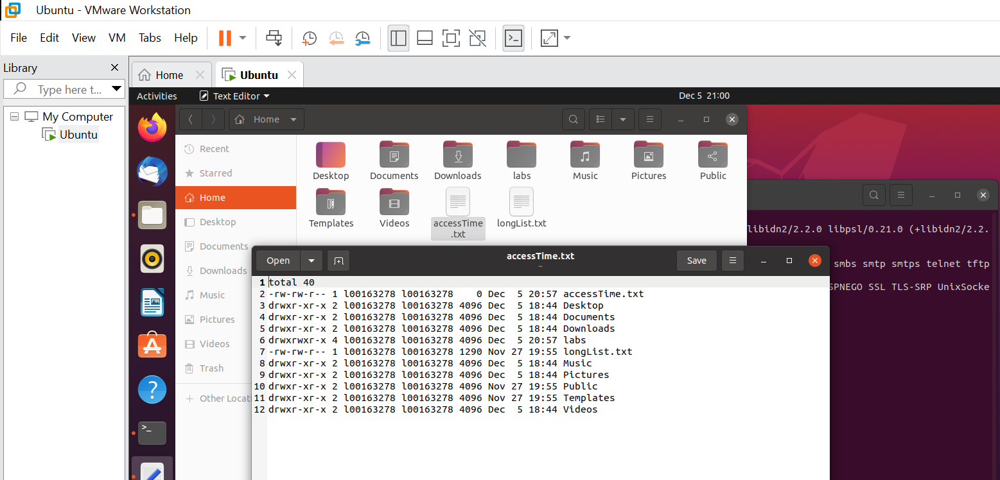 Ubuntu - VMware Workstation
File Edit View VM Tabs Help
Library
Home
Ubuntu
Type here t...
My Computer
Ubuntu
Activities
Text Editor
Dec 5 21:00
Home
Recent
Starred
Home
Desktop
Documents
Downloads
Music
Pictures
Videos
Trash
Other Locat
Desktop
Documents
Downloads
labs
Music
Pictures
Public
Templates
Videos
accessTime
.txt
longList.txt
libidn2/2.2.0 libpsl/0.21.0 (+libidn2/2.2.
smbs smtp smtps telnet tftp
SPNEGO SSL TLS-SRP UnixSocke
Open
accessTime.txt
~
Save
1 total 40
2 -rw-rw-r-- 1 l00163278 l00163278    0 Dec  5 20:57 accessTime.txt
3 drwxr-xr-x 2 l00163278 l00163278 4096 Dec  5 18:44 Desktop
4 drwxr-xr-x 2 l00163278 l00163278 4096 Dec  5 18:44 Documents
5 drwxr-xr-x 2 l00163278 l00163278 4096 Dec  5 18:44 Downloads
6 drwxrwxr-x 4 l00163278 l00163278 4096 Dec  5 20:57 labs
7 -rw-rw-r-- 1 l00163278 l00163278 1290 Nov 27 19:55 longList.txt
8 drwxr-xr-x 2 l00163278 l00163278 4096 Dec  5 18:44 Music
9 drwxr-xr-x 2 l00163278 l00163278 4096 Dec  5 18:44 Pictures
10 drwxr-xr-x 2 l00163278 l00163278 4096 Nov 27 19:55 Public
11 drwxr-xr-x 2 l00163278 l00163278 4096 Nov 27 19:55 Templates
12 drwxr-xr-x 2 l00163278 l00163278 4096 Dec  5 18:44 Videos